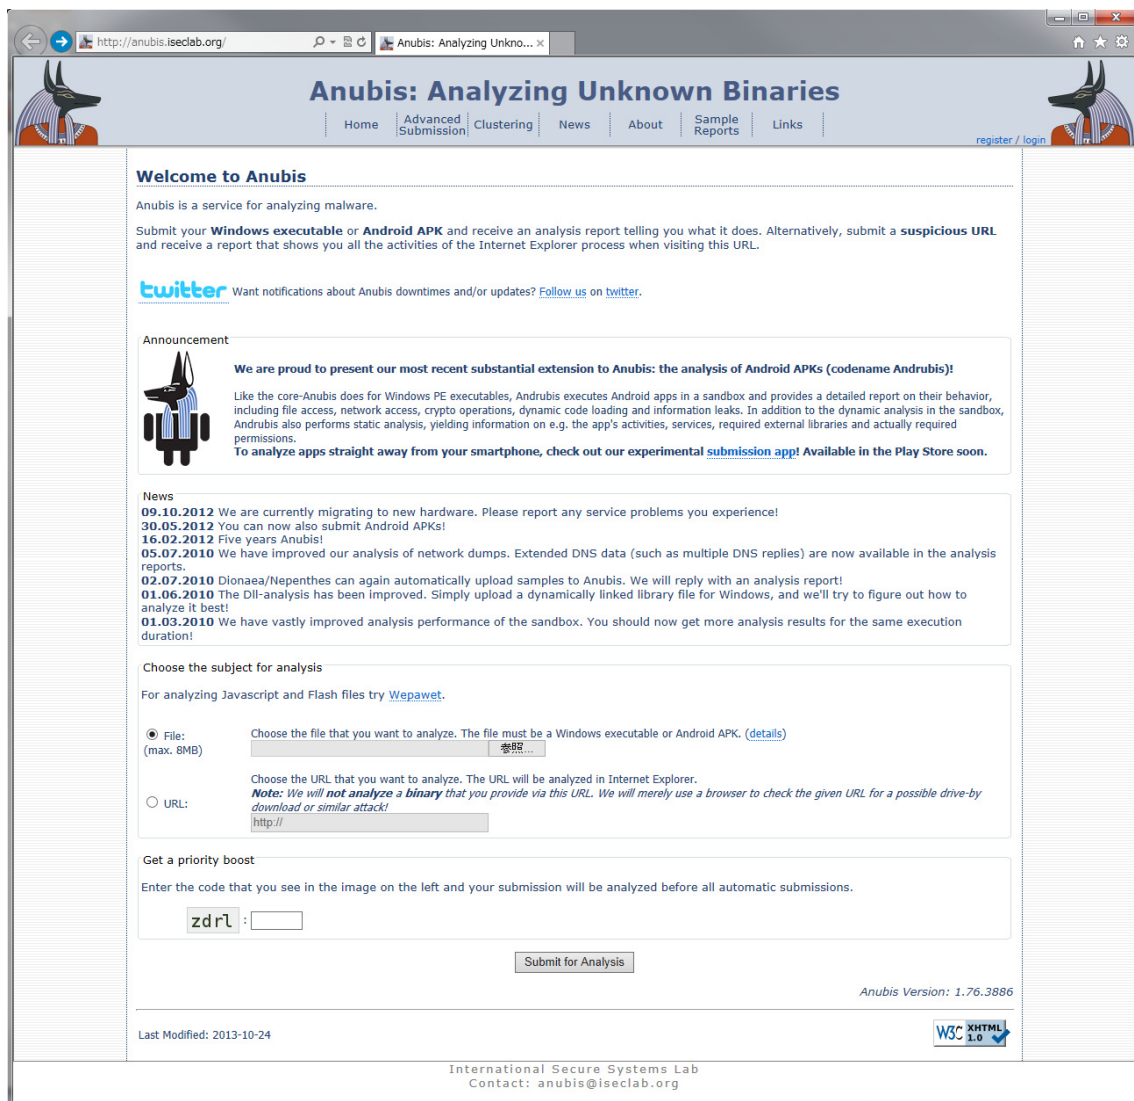 http://anubis.iseclab.org/
Anubis: Analyzing Unkno...
Anubis: Analyzing Unknown Binaries
Home
Advanced Submission
Clustering
News
About
Sample Reports
Links
register / login
Welcome to Anubis
Anubis is a service for analyzing malware.
Submit your Windows executable or Android APK and receive an analysis report telling you what it does. Alternatively, submit a suspicious URL
and receive a report that shows you all the activities of the Internet Explorer process when visiting this URL.
twitter Want notifications about Anubis downtimes and/or updates? Follow us on twitter.
Announcement
We are proud to present our most recent substantial extension to Anubis: the analysis of Android APKs (codename Andrubis)!
Like the core-Anubis does for Windows PE executables, Andrubis executes Android apps in a sandbox and provides a detailed report on their behavior,
including file access, network access, crypto operations, dynamic code loading and information leaks. In addition to the dynamic analysis in the sandbox,
Andrubis also performs static analysis, yielding information on e.g. the app's activities, services, required external libraries and actually required
permissions.
To analyze apps straight away from your smartphone, check out our experimental submission app! Available in the Play Store soon.
News
09.10.2012 We are currently migrating to new hardware. Please report any service problems you experience!
30.05.2012 You can now also submit Android APKs!
16.02.2012 Five years Anubis!
05.07.2010 We have improved our analysis of network dumps. Extended DNS data (such as multiple DNS replies) are now available in the analysis
reports.
02.07.2010 Dionaea/Nepenthes can again automatically upload samples to Anubis. We will reply with an analysis report!
01.06.2010 The Dll-analysis has been improved. Simply upload a dynamically linked library file for Windows, and we'll try to figure out how to
analyze it best!
01.03.2010 We have vastly improved analysis performance of the sandbox. You should now get more analysis results for the same execution
duration!
Choose the subject for analysis
For analyzing Javascript and Flash files try Wepawet.
File:
(max. 8MB)
Choose the file that you want to analyze. The file must be a Windows executable or Android APK. (details)
参照...
URL:
Choose the URL that you want to analyze. The URL will be analyzed in Internet Explorer.
Note: We will not analyze a binary that you provide via this URL. We will merely use a browser to check the given URL for a possible drive-by
download or similar attack!
http://
Get a priority boost
Enter the code that you see in the image on the left and your submission will be analyzed before all automatic submissions.
zdrl :
Submit for Analysis
Anubis Version: 1.76.3886
Last Modified: 2013-10-24
W3C XHTML 1.0
International Secure Systems Lab
Contact: anubis@iseclab.org